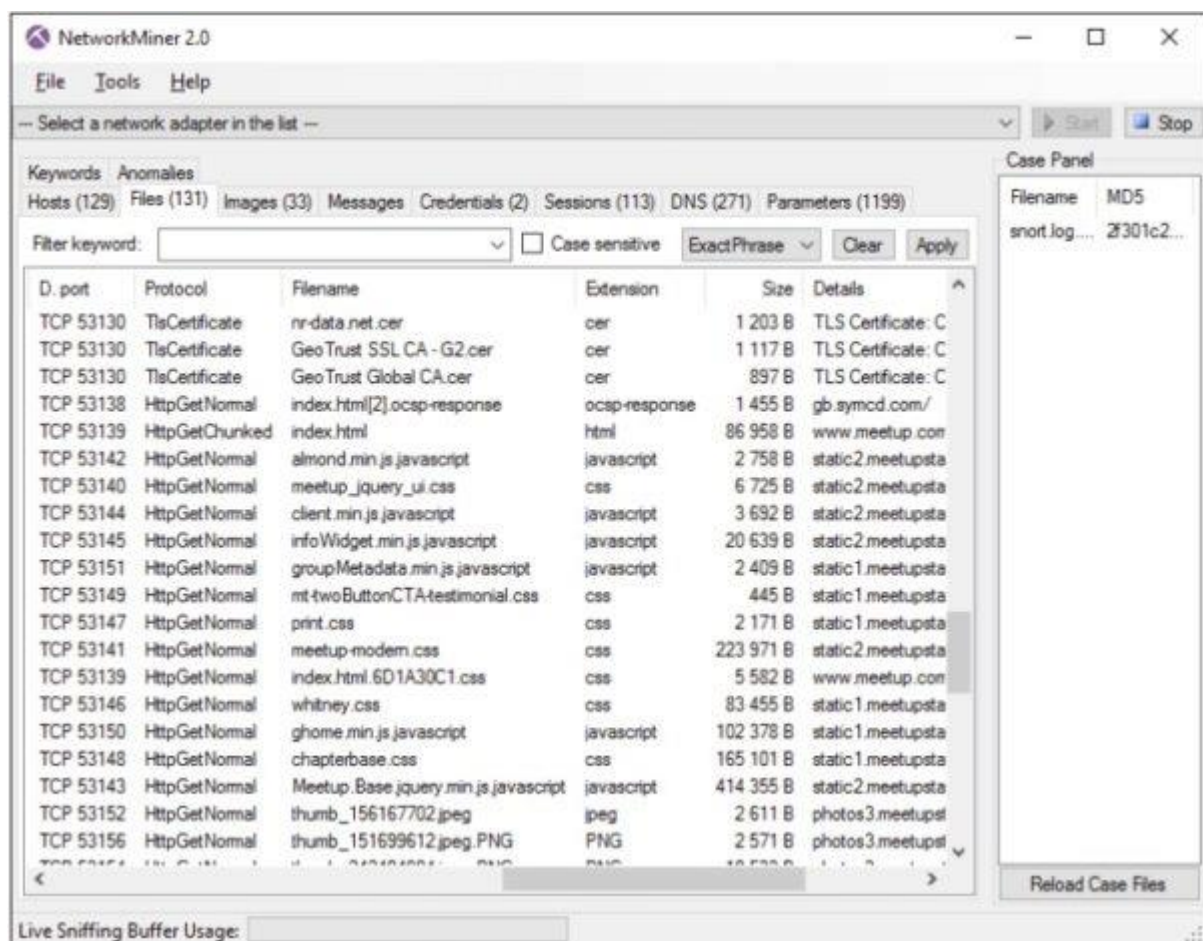 NetworkMiner 2.0
File Tools Help
--- Select a network adapter in the list ---
Start Stop
Keywords Anomalies
Hosts (129) Files (131) Images (33) Messages Credentials (2) Sessions (113) DNS (271) Parameters (1199)
Filter keyword: Case sensitive ExactPhrase Clear Apply
D. port Protocol Filename Extension Size Details
TCP 53130 TlsCertificate nr-data.net.cer cer 1 203 B TLS Certificate: C
TCP 53130 TlsCertificate GeoTrust SSL CA - G2.cer cer 1 117 B TLS Certificate: C
TCP 53130 TlsCertificate GeoTrust Global CA.cer cer 897 B TLS Certificate: C
TCP 53138 HttpGetNormal index.html[2].ocsp-response ocsp-response 1 455 B gb.symcd.com/
TCP 53139 HttpGetChunked index.html html 86 958 B www.meetup.com
TCP 53142 HttpGetNormal almond.min.js.javascript javascript 2 758 B static2.meetupsta
TCP 53140 HttpGetNormal meetup_jquery_ui.css css 6 725 B static2.meetupsta
TCP 53144 HttpGetNormal client.min.js.javascript javascript 3 692 B static2.meetupsta
TCP 53145 HttpGetNormal infoWidget.min.js.javascript javascript 20 639 B static2.meetupsta
TCP 53151 HttpGetNormal groupMetadata.min.js.javascript javascript 2 409 B static1.meetupsta
TCP 53149 HttpGetNormal mt-twoButtonCTA-testimonial.css css 445 B static1.meetupsta
TCP 53147 HttpGetNormal print.css css 2 171 B static1.meetupsta
TCP 53141 HttpGetNormal meetup-modern.css css 223 971 B static2.meetupsta
TCP 53139 HttpGetNormal index.html.6D1A30C1.css css 5 582 B www.meetup.com
TCP 53146 HttpGetNormal whitney.css css 83 455 B static1.meetupsta
TCP 53150 HttpGetNormal ghome.min.js.javascript javascript 102 378 B static1.meetupsta
TCP 53148 HttpGetNormal chapterbase.css css 165 101 B static1.meetupsta
TCP 53143 HttpGetNormal Meetup.Base.jquery.min.js.javascript javascript 414 355 B static2.meetupsta
TCP 53152 HttpGetNormal thumb_156167702.jpeg jpeg 2 611 B photos3.meetupst
TCP 53156 HttpGetNormal thumb_151699612.jpeg.PNG PNG 2 571 B photos3.meetupst
Case Panel
Filename MD5
snort.log.... 2f301c2...
Reload Case Files
Live Sniffing Buffer Usage: